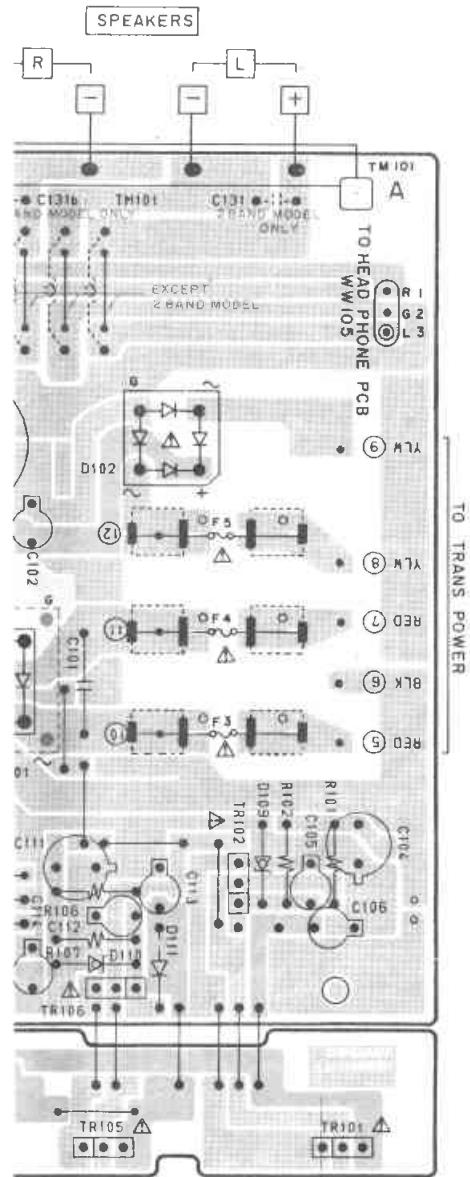 SPEAKERS
R L
− − +
TM101
A
C131b TM101 C131
BAND MODEL ONLY 2 BAND MODEL ONLY
EXCEPT
2 BAND MODEL
TO HEAD PHONE PCB
WW105
R 1
G 2
L 3
G ~
D102
~ +
9 YLW
12 F5
8 YLW
C102
TO TRANS POWER
11 F4
7 RED
G
C101
6 BLK
10 F3
5 RED
01 ~
TR102 D109 R102 R101
C105 C104
C111
C113
C106
R106
C112
R107 D110 D111
TR106
TR105 TR101